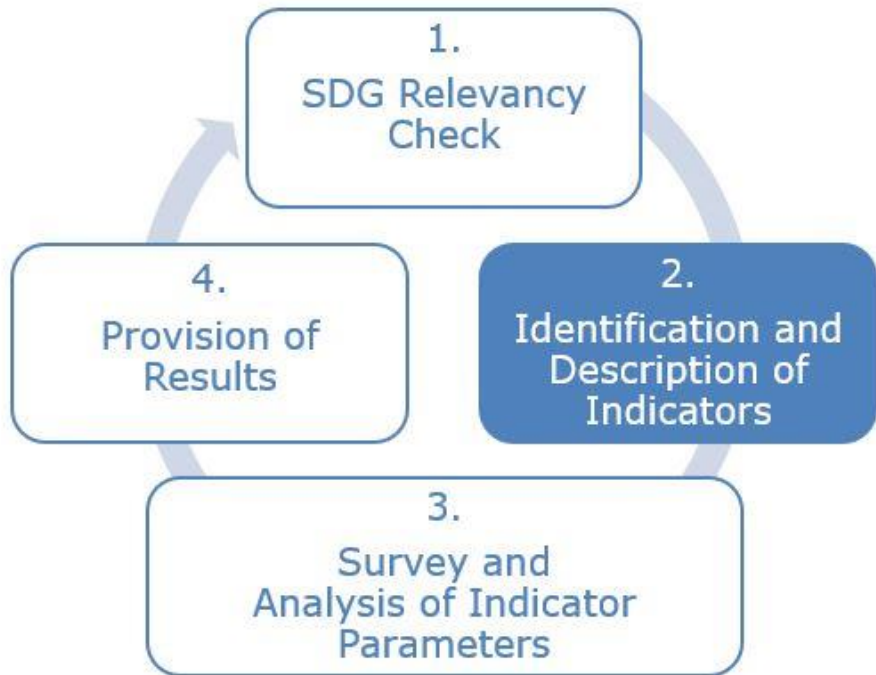 1.
SDG Relevancy
Check
2.
Identification and
Description of
Indicators
3.
Survey and
Analysis of Indicator
Parameters
4.
Provision of
Results